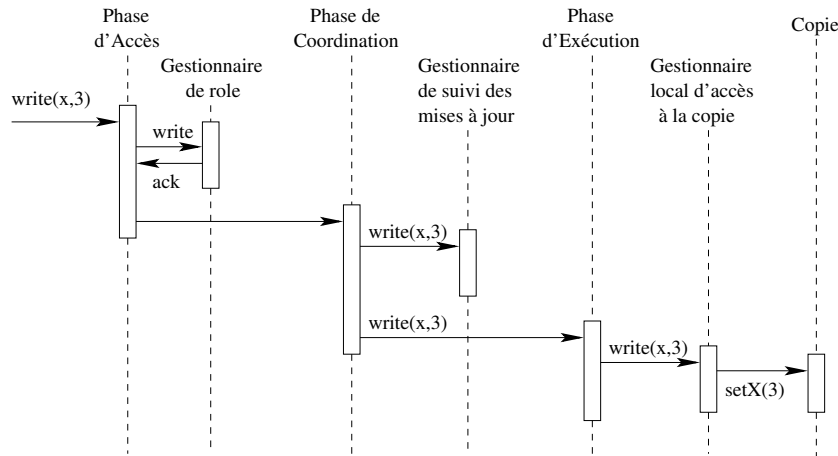 Phase
d'Accès
Gestionnaire
de role
Phase de
Coordination
Gestionnaire
de suivi des
mises à jour
Phase
d'Exécution
Gestionnaire
local d'accès
à la copie
Copie
write(x,3)
write
ack
write(x,3)
write(x,3)
write(x,3)
setX(3)